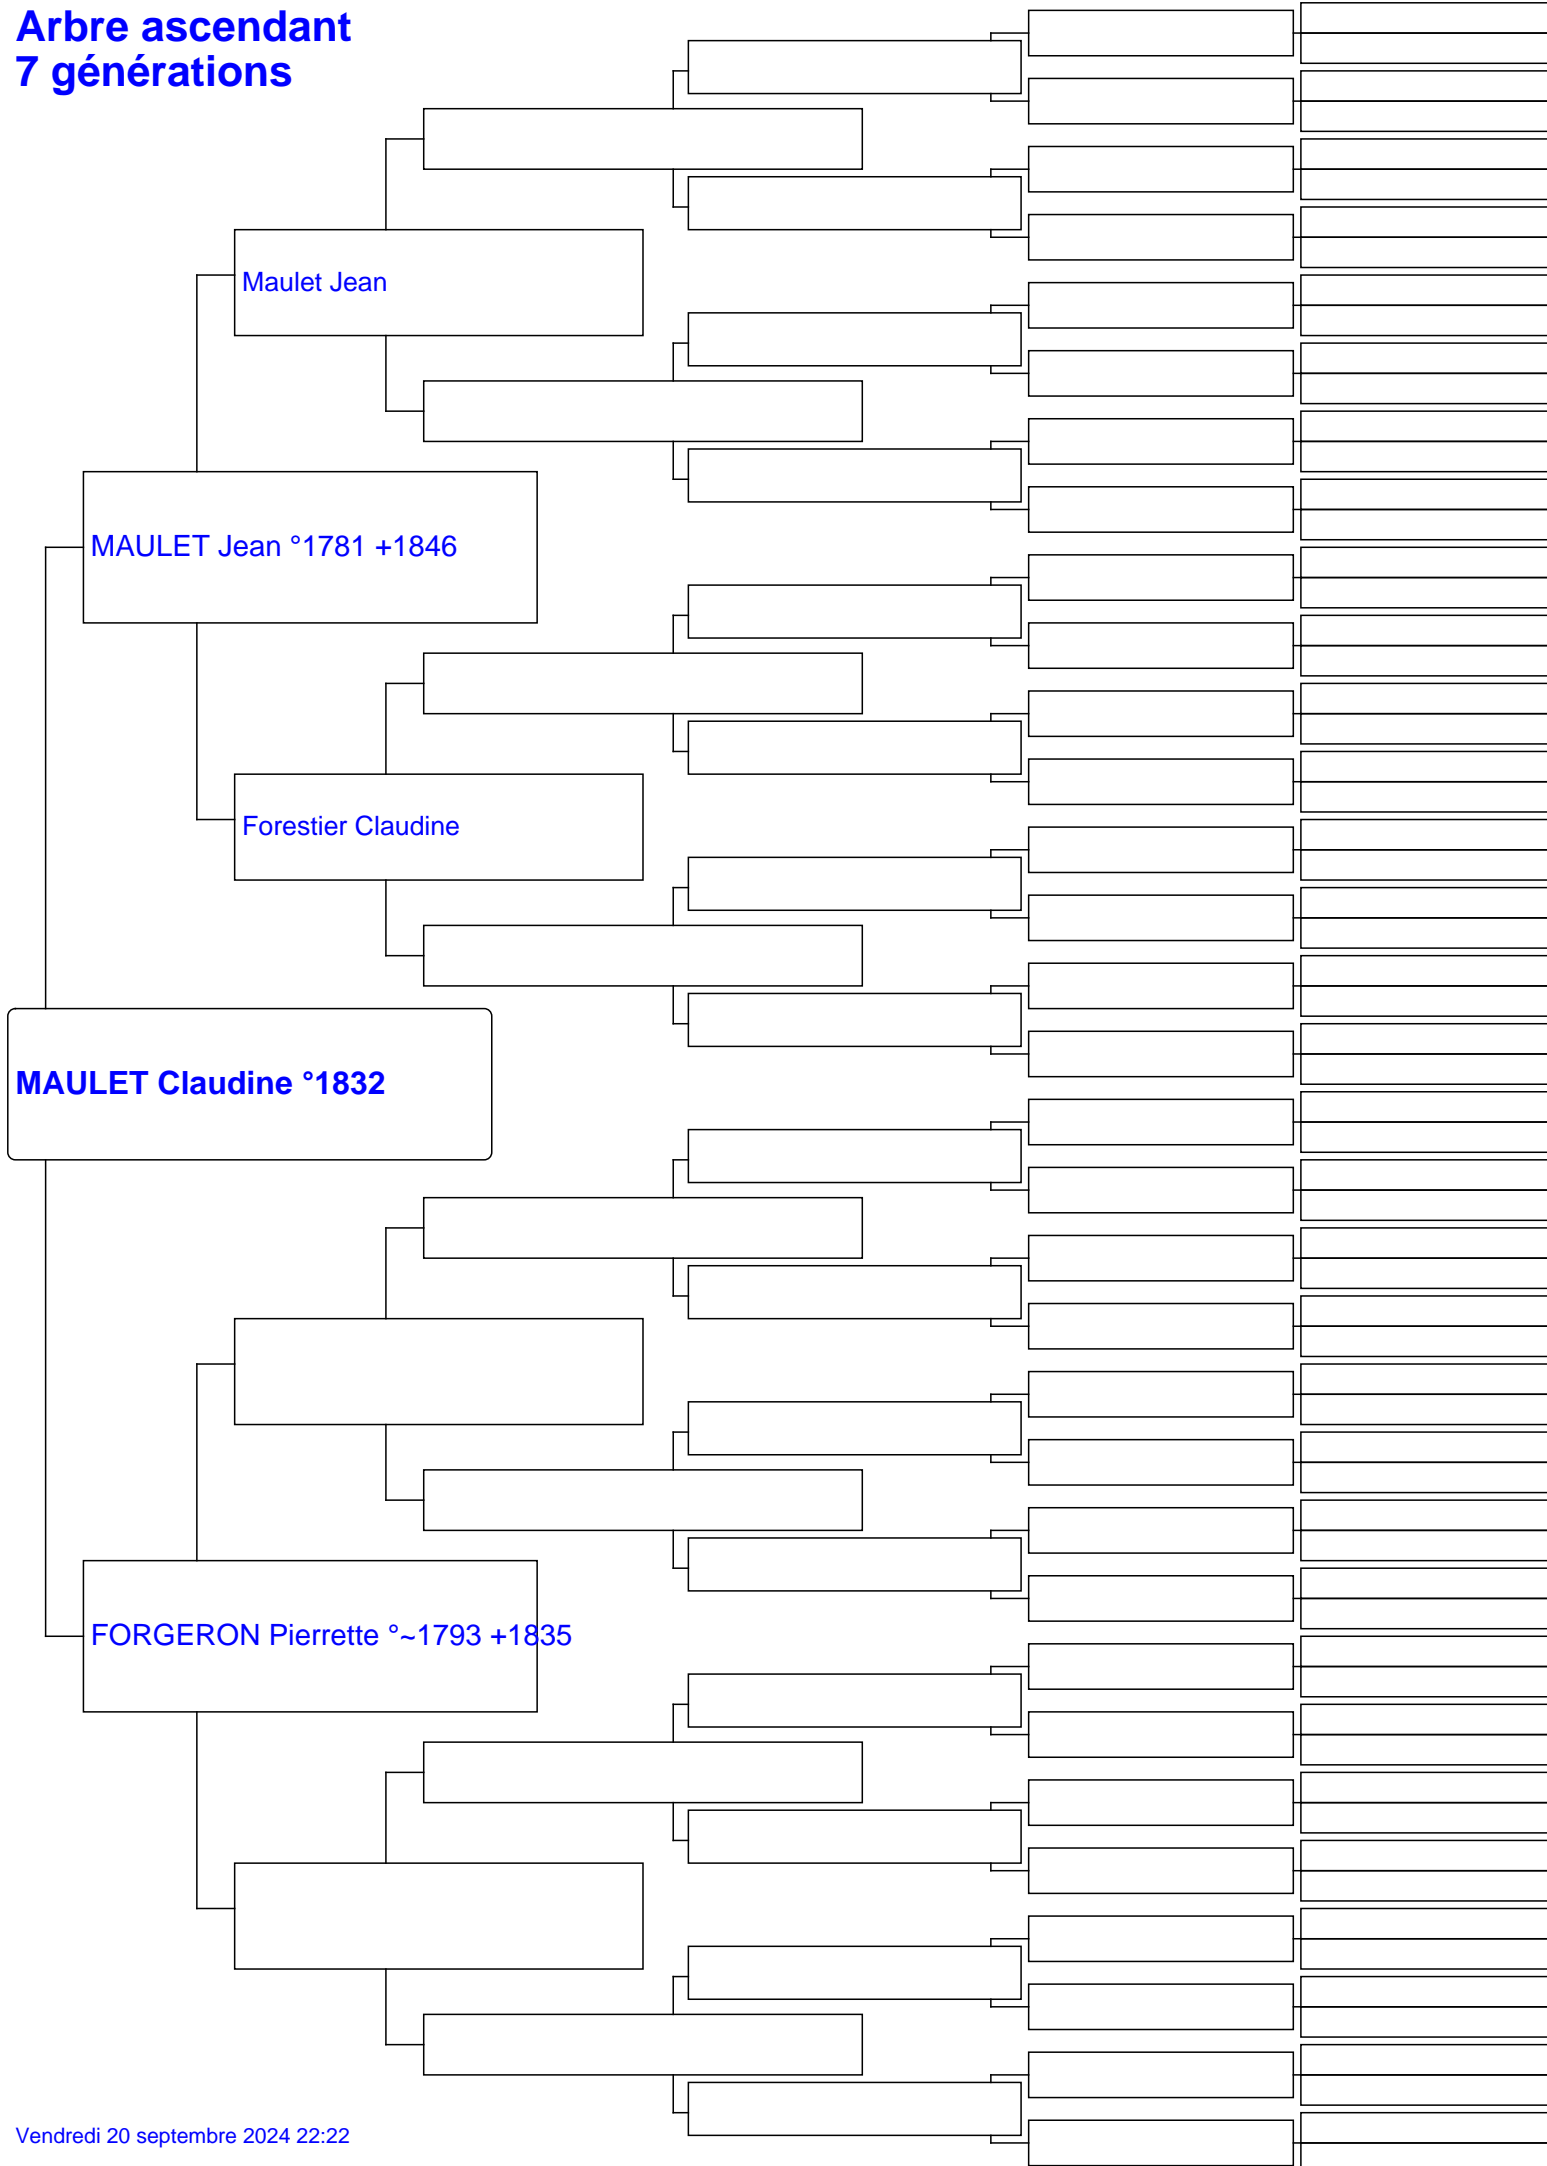 Arbre ascendant
7 générations
Maulet Jean
MAULET Jean °1781 +1846
Forestier Claudine
MAULET Claudine °1832
FORGERON Pierrette °~1793 +1835
Vendredi 20 septembre 2024 22:22